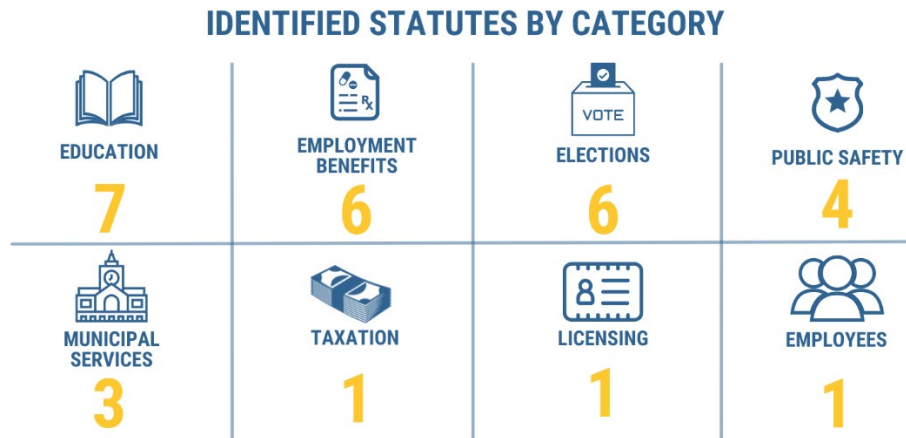 IDENTIFIED STATUTES BY CATEGORY
EDUCATION
7
Rx
EMPLOYMENT
BENEFITS
6
VOTE
ELECTIONS
6
PUBLIC SAFETY
4
MUNICIPAL
SERVICES
3
TAXATION
1
LICENSING
1
EMPLOYEES
1